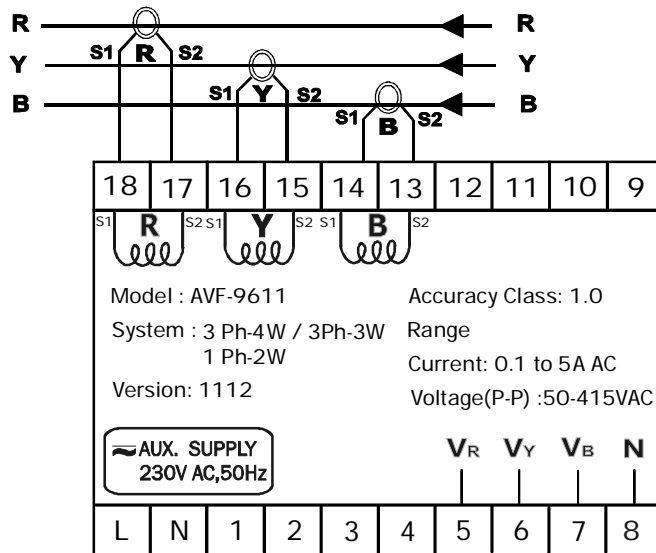 R R
S1 R S2
Y Y
S1 Y S2
B B
S1 B S2
18 17 16 15 14 13 12 11 10 9
S1 R S2 S1 Y S2 S1 B S2
Model : AVF-9611
System : 3 Ph-4W / 3Ph-3W
1 Ph-2W
Version: 1112
Accuracy Class: 1.0
Range
Current: 0.1 to 5A AC
Voltage(P-P) :50-415VAC
AUX. SUPPLY
230V AC,50Hz
VR VY VB N
L N 1 2 3 4 5 6 7 8